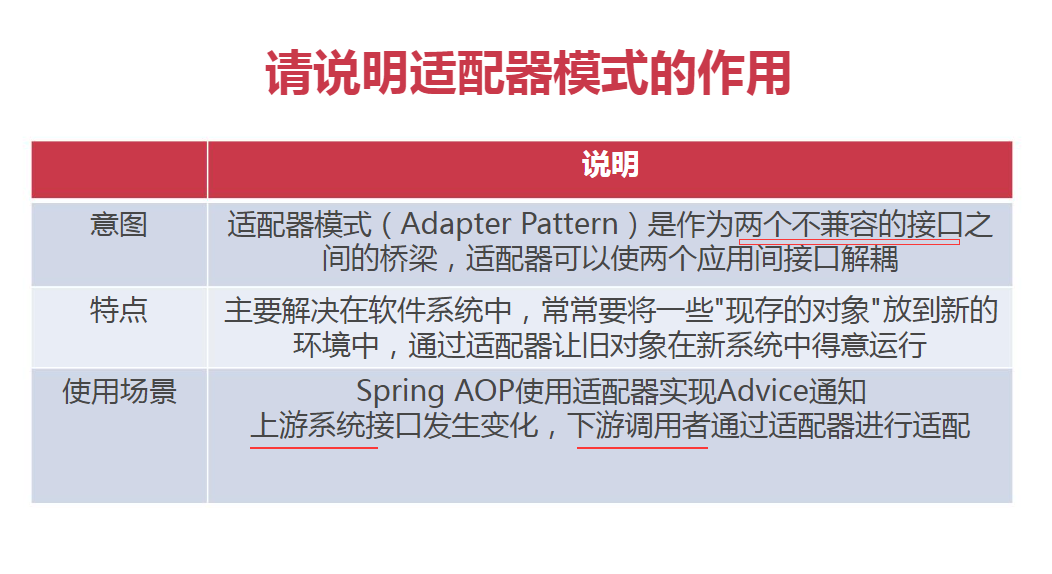 请说明适配器模式的作用
说明
意图
适配器模式（Adapter Pattern）是作为两个不兼容的接口之
间的桥梁，适配器可以使两个应用间接口解耦
特点
主要解决在软件系统中，常常要将一些"现存的对象"放到新的
环境中，通过适配器让旧对象在新系统中得意运行
使用场景
Spring AOP使用适配器实现Advice通知
上游系统接口发生变化，下游调用者通过适配器进行适配